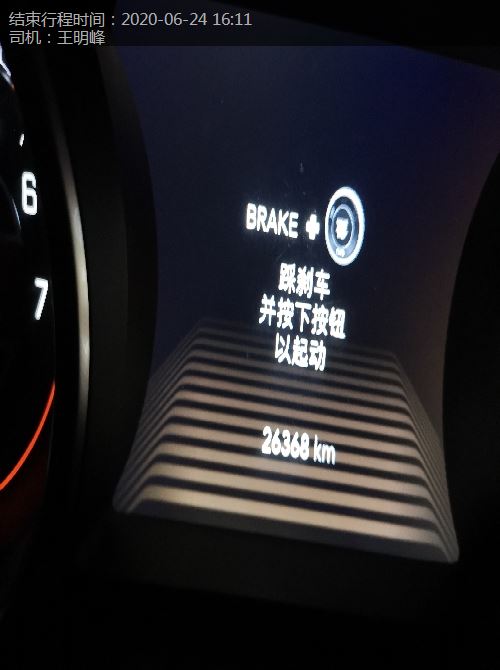 结束行程时间：2020-06-24 16:11
司机：王明峰
6
7
BRAKE +
踩刹车
并按下按钮
以起动
26368 km